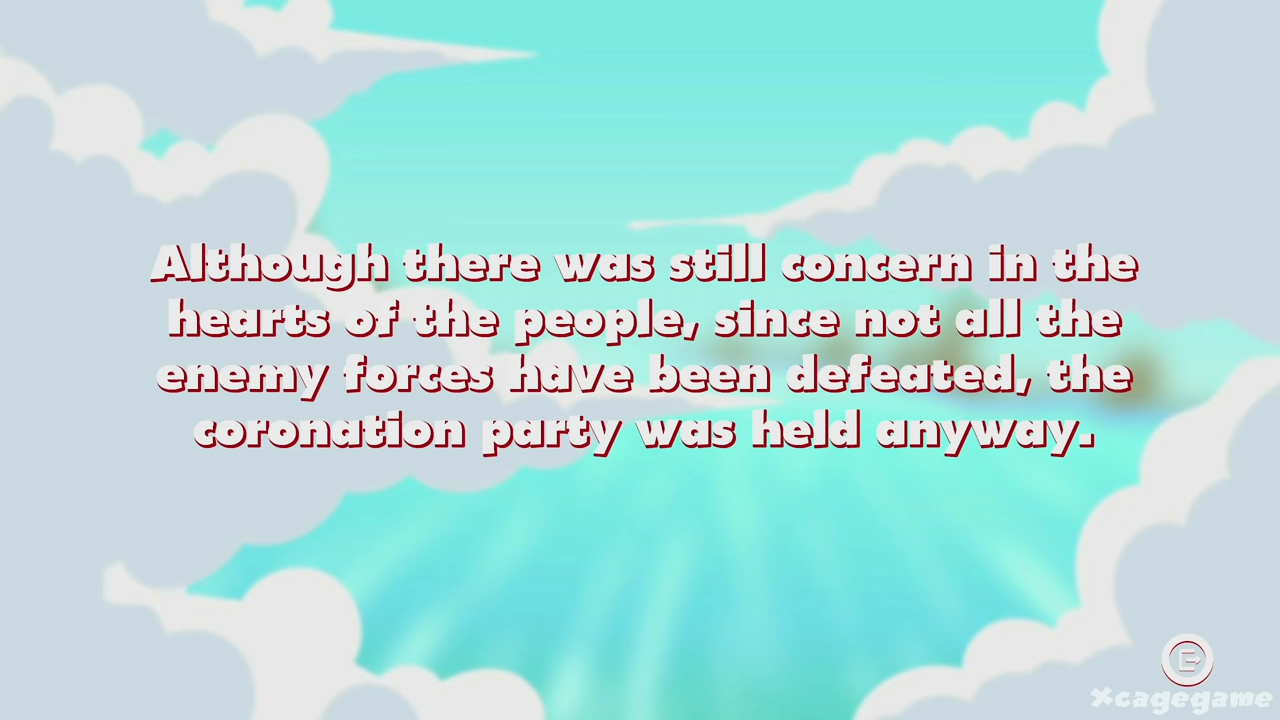 Although there was still concern in the
hearts of the people, since not all the
enemy forces have been defeated, the
coronation party was held anyway.
Xcagegame